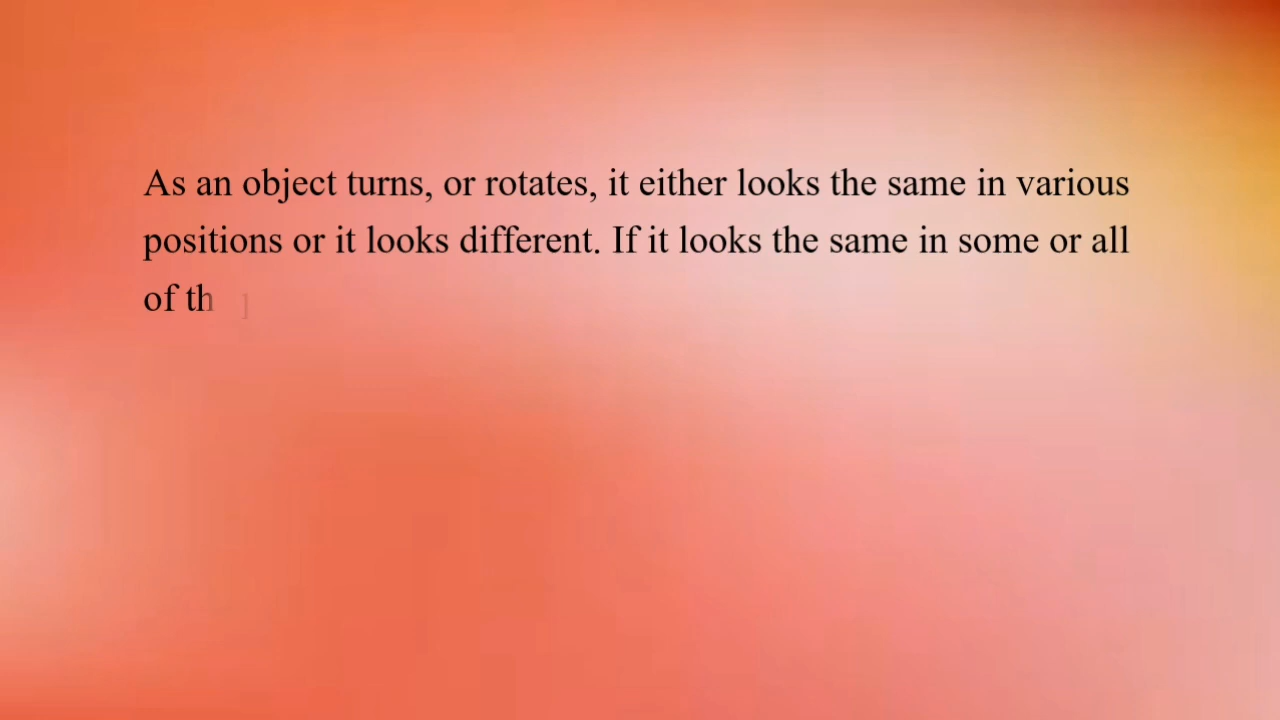 As an object turns, or rotates, it either looks the same in various
positions or it looks different. If it looks the same in some or all
of th